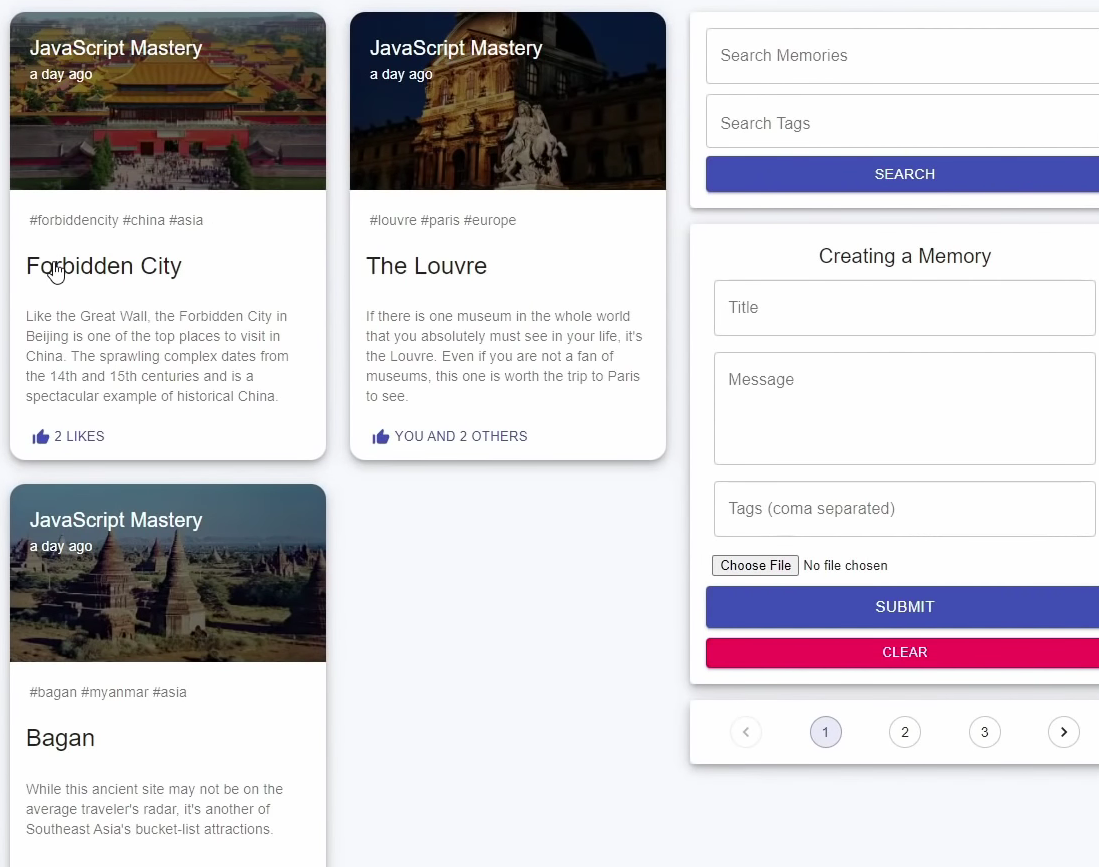 JavaScript Mastery
a day ago
#forbiddencity #china #asia
Forbidden City
Like the Great Wall, the Forbidden City in
Beijing is one of the top places to visit in
China. The sprawling complex dates from
the 14th and 15th centuries and is a
spectacular example of historical China.
2 LIKES
JavaScript Mastery
a day ago
#louvre #paris #europe
The Louvre
If there is one museum in the whole world
that you absolutely must see in your life, it's
the Louvre. Even if you are not a fan of
museums, this one is worth the trip to Paris
to see.
YOU AND 2 OTHERS
JavaScript Mastery
a day ago
#bagan #myanmar #asia
Bagan
While this ancient site may not be on the
average traveler's radar, it's another of
Southeast Asia's bucket-list attractions.
Search Memories
Search Tags
SEARCH
Creating a Memory
Title
Message
Tags (coma separated)
Choose File No file chosen
SUBMIT
CLEAR
1 2 3